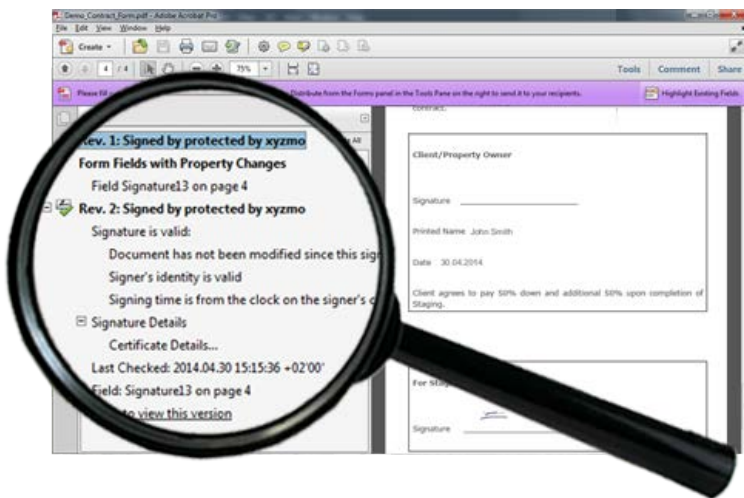 Demo_Contract_Form.pdf - Adobe Acrobat Pro
File Edit View Window Help
Create
4 / 4 75% Tools Comment Share
Please fill Distribute from the Forms panel in the Tools Pane on the right to send it to your recipients. Highlight Existing Fields
All
Rev. 1: Signed by protected by xyzmo
Form Fields with Property Changes
Field Signature13 on page 4
Rev. 2: Signed by protected by xyzmo
Signature is valid:
Document has not been modified since this sig
Signer's identity is valid
Signing time is from the clock on the signer's
Signature Details
Certificate Details...
Last Checked: 2014.04.30 15:15:36 +02'00'
Field: Signature13 on page 4
to view this version
contract.
Client/Property Owner
Signature
Printed Name John Smith
Date 30.04.2014
Client agrees to pay 50% down and additional 50% upon completion of
Staging.
For Stag
Signature